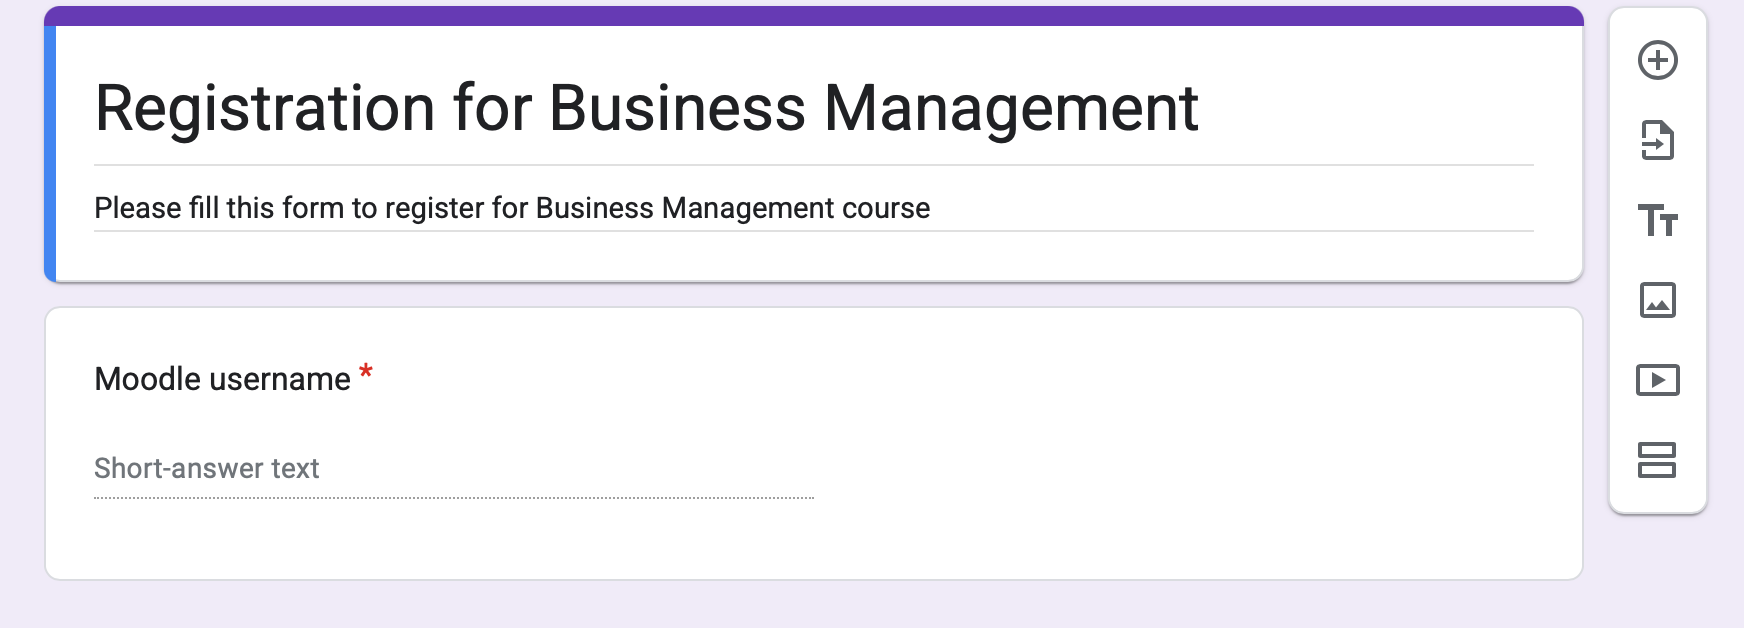 Registration for Business Management
Please fill this form to register for Business Management course
Moodle username *
Short-answer text